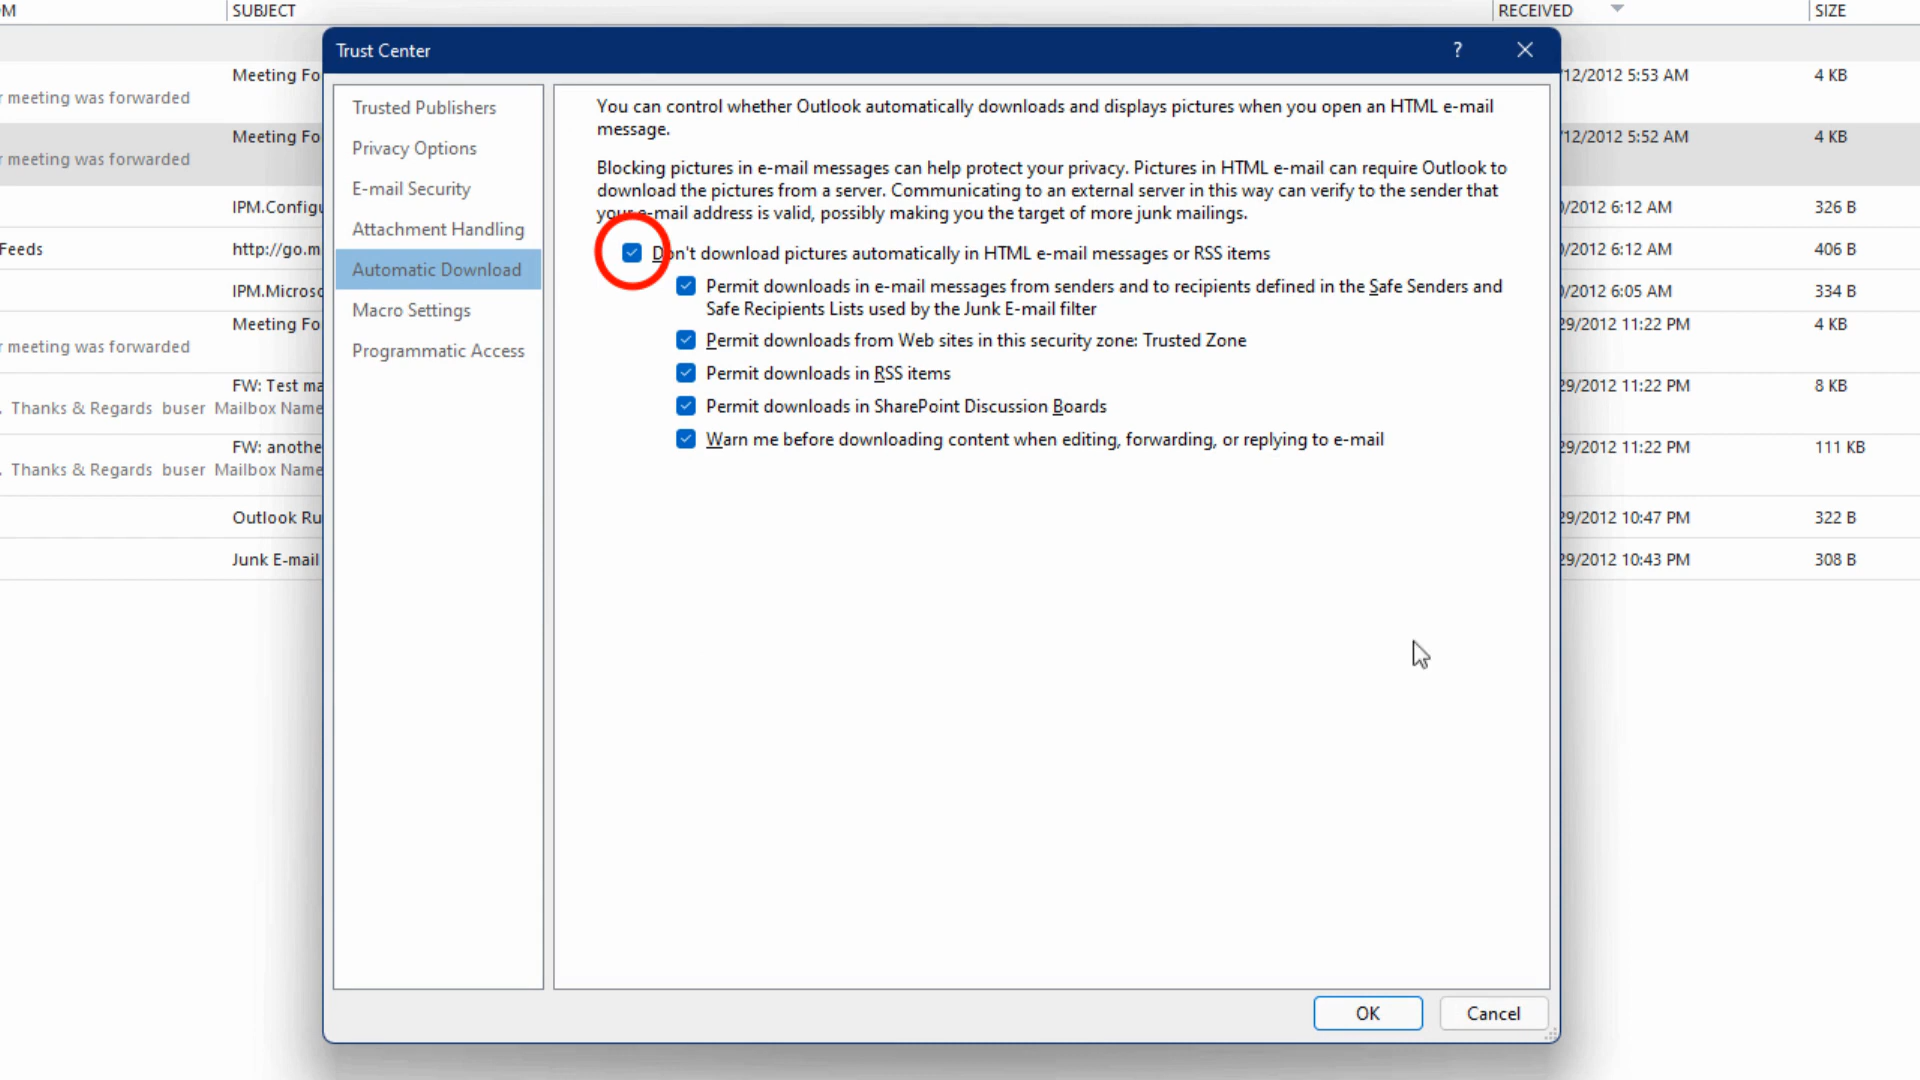 OM SUBJECT RECEIVED SIZE
Trust Center ?
Meeting Fo 12/2012 5:53 AM 4 KB
r meeting was forwarded
Meeting Fo 12/2012 5:52 AM 4 KB
r meeting was forwarded
IPM.Configu 0/2012 6:12 AM 326 B
Feeds http://go.m 0/2012 6:12 AM 406 B
IPM.Microso 0/2012 6:05 AM 334 B
Meeting Fo 29/2012 11:22 PM 4 KB
r meeting was forwarded
FW: Test ma 29/2012 11:22 PM 8 KB
. Thanks & Regards buser Mailbox Name
FW: anothe 29/2012 11:22 PM 111 KB
. Thanks & Regards buser Mailbox Name
Outlook Ru 29/2012 10:47 PM 322 B
Junk E-mail 29/2012 10:43 PM 308 B
Trusted Publishers
Privacy Options
E-mail Security
Attachment Handling
Automatic Download
Macro Settings
Programmatic Access
You can control whether Outlook automatically downloads and displays pictures when you open an HTML e-mail
message.
Blocking pictures in e-mail messages can help protect your privacy. Pictures in HTML e-mail can require Outlook to
download the pictures from a server. Communicating to an external server in this way can verify to the sender that
your e-mail address is valid, possibly making you the target of more junk mailings.
Don't download pictures automatically in HTML e-mail messages or RSS items
Permit downloads in e-mail messages from senders and to recipients defined in the Safe Senders and
Safe Recipients Lists used by the Junk E-mail filter
Permit downloads from Web sites in this security zone: Trusted Zone
Permit downloads in RSS items
Permit downloads in SharePoint Discussion Boards
Warn me before downloading content when editing, forwarding, or replying to e-mail
OK Cancel